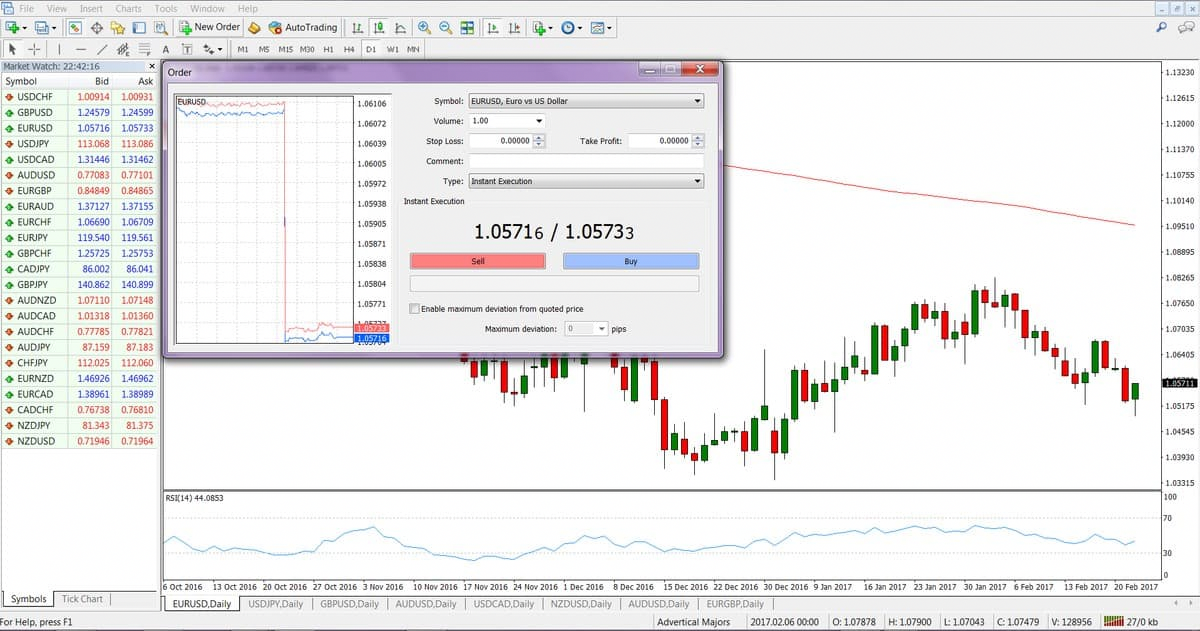 File View Insert Charts Tools Window Help
New Order AutoTrading
A T M1 M5 M15 M30 H1 H4 D1 W1 MN
Market Watch: 22:42:16
Symbol Bid Ask
USDCHF 1.00914 1.00931
GBPUSD 1.24579 1.24599
EURUSD 1.05716 1.05733
USDJPY 113.068 113.086
USDCAD 1.31446 1.31462
AUDUSD 0.77083 0.77101
EURGBP 0.84849 0.84865
EURAUD 1.37127 1.37155
EURCHF 1.06690 1.06709
EURJPY 119.540 119.561
GBPCHF 1.25725 1.25753
CADJPY 86.002 86.041
GBPJPY 140.862 140.899
AUDNZD 1.07110 1.07148
AUDCAD 1.01318 1.01360
AUDCHF 0.77785 0.77821
AUDJPY 87.159 87.183
CHFJPY 112.025 112.060
EURNZD 1.46926 1.46962
EURCAD 1.38961 1.38989
CADCHF 0.76738 0.76810
NZDJPY 81.343 81.375
NZDUSD 0.71946 0.71964
Symbols Tick Chart
Order
EURUSD
1.06106
1.06072
1.06039
1.06005
1.05972
1.05938
1.05905
1.05871
1.05838
1.05804
1.05771
1.05733
1.05716
Symbol: EURUSD, Euro vs US Dollar
Volume: 1.00
Stop Loss: 0.00000 Take Profit: 0.00000
Comment:
Type: Instant Execution
Instant Execution
1.05716 / 1.05733
Sell Buy
Enable maximum deviation from quoted price
Maximum deviation: 0 pips
1.13230
1.12615
1.11370
1.10755
1.10140
1.09510
1.08895
1.08265
1.07650
1.07035
1.06405
1.05711
1.05175
1.04545
1.03930
1.03315
RSI(14) 44.0853
100
70
30
0
6 Oct 2016 13 Oct 2016 20 Oct 2016 27 Oct 2016 3 Nov 2016 10 Nov 2016 17 Nov 2016 24 Nov 2016 1 Dec 2016 8 Dec 2016 15 Dec 2016 22 Dec 2016 30 Dec 2016 9 Jan 2017 16 Jan 2017 23 Jan 2017 30 Jan 2017 6 Feb 2017 13 Feb 2017 20 Feb 2017
EURUSD,Daily USDJPY,Daily GBPUSD,Daily AUDUSD,Daily USDCAD,Daily NZDUSD,Daily AUDUSD,Daily EURGBP,Daily
For Help, press F1 Advertical Majors 2017.02.06 00:00 O: 1.07878 H: 1.07900 L: 1.07043 C: 1.07479 V: 128956 27/0 kb